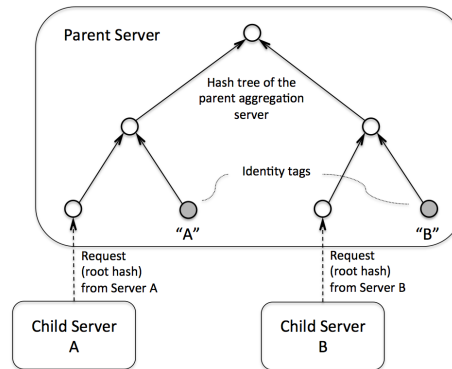 Parent Server
Hash tree of the
parent aggregation
server
Identity tags
“A”
“B”
Request
(root hash)
from Server A
Request
(root hash)
from Server B
Child Server
A
Child Server
B